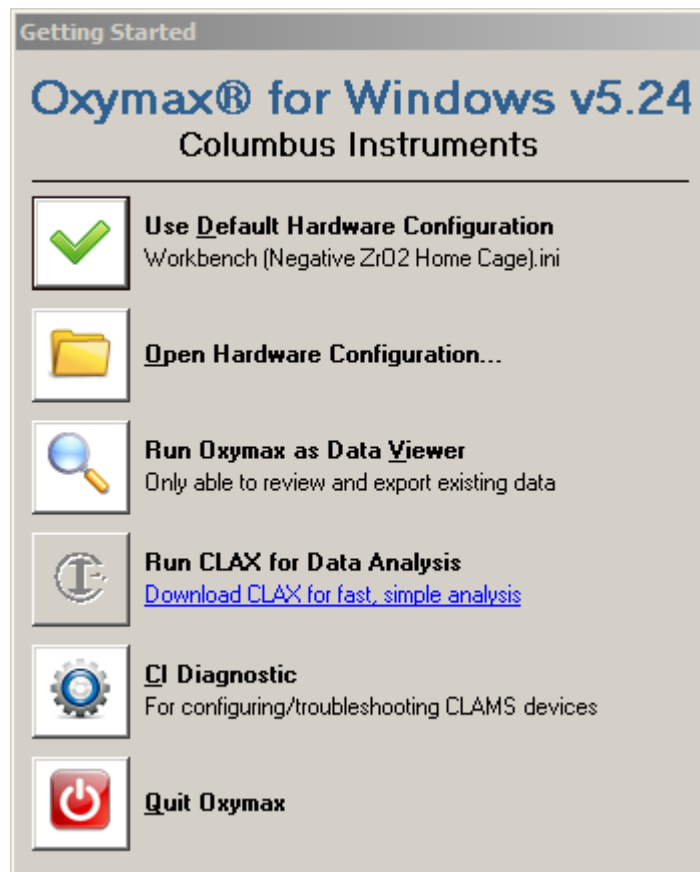 Getting Started
Oxymax® for Windows v5.24
Columbus Instruments
Use Default Hardware Configuration
Workbench (Negative ZrO2 Home Cage).ini
Open Hardware Configuration...
Run Oxymax as Data Viewer
Only able to review and export existing data
Run CLAX for Data Analysis
Download CLAX for fast, simple analysis
CI Diagnostic
For configuring/troubleshooting CLAMS devices
Quit Oxymax